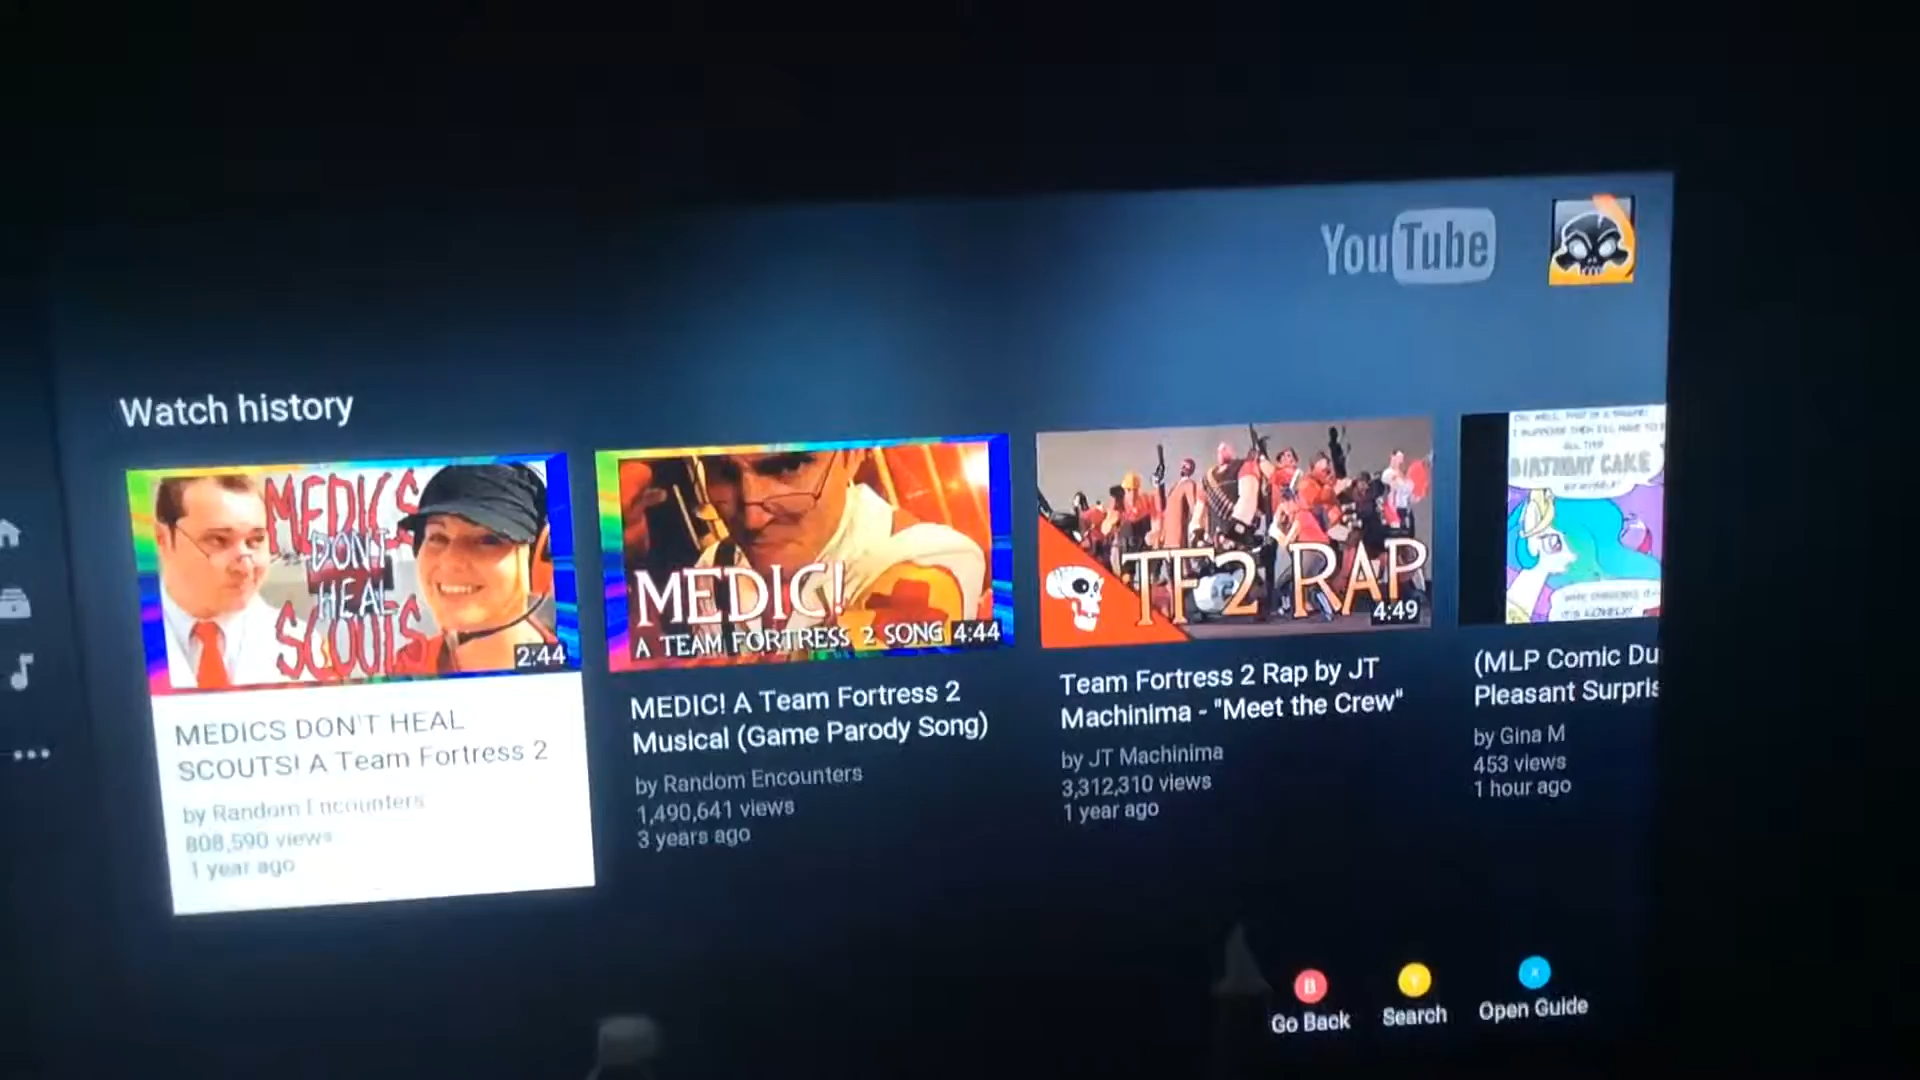 YouTube
Watch history
MEDICS
DON'T
HEAL
SCOUTS
2:44
MEDICS DON'T HEAL
SCOUTS! A Team Fortress 2
by Random Encounters
808,590 views
1 year ago
MEDIC!
A TEAM FORTRESS 2 SONG
4:44
MEDIC! A Team Fortress 2
Musical (Game Parody Song)
by Random Encounters
1,490,641 views
3 years ago
TF2 RAP
4:49
Team Fortress 2 Rap by JT
Machinima - "Meet the Crew"
by JT Machinima
3,312,310 views
1 year ago
BIRTHDAY CAKE
(MLP Comic Du
Pleasant Surpris
by Gina M
453 views
1 hour ago
B
Go Back
Y
Search
X
Open Guide